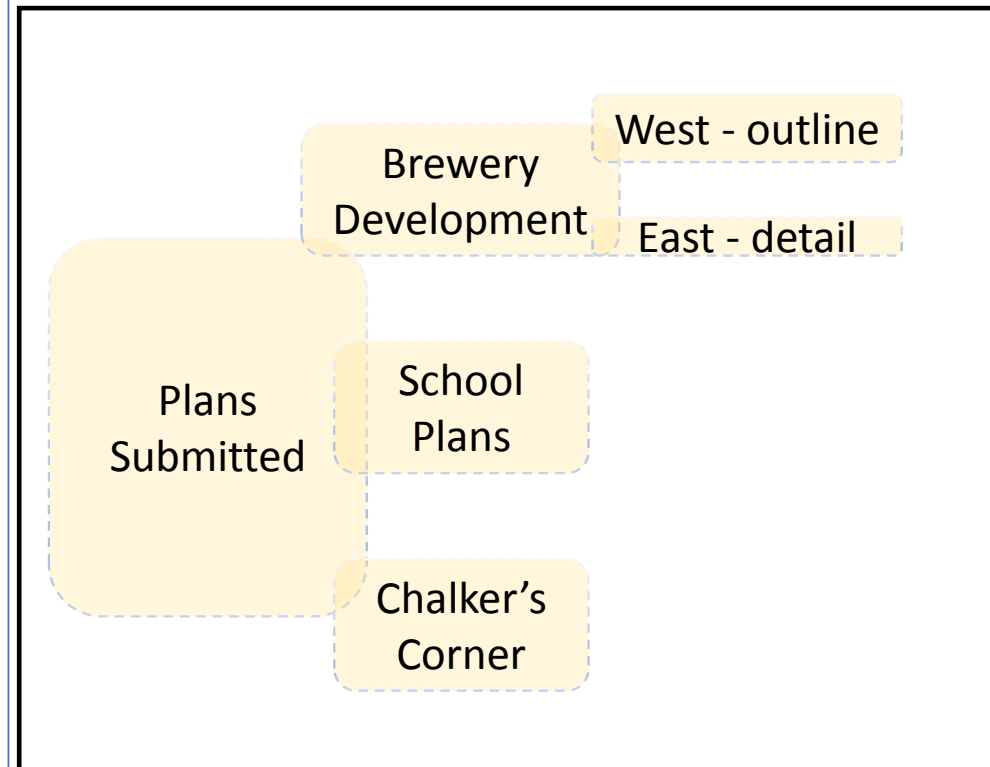 Plans
Submitted
Brewery
Development
West - outline
East - detail
School
Plans
Chalker’s
Corner